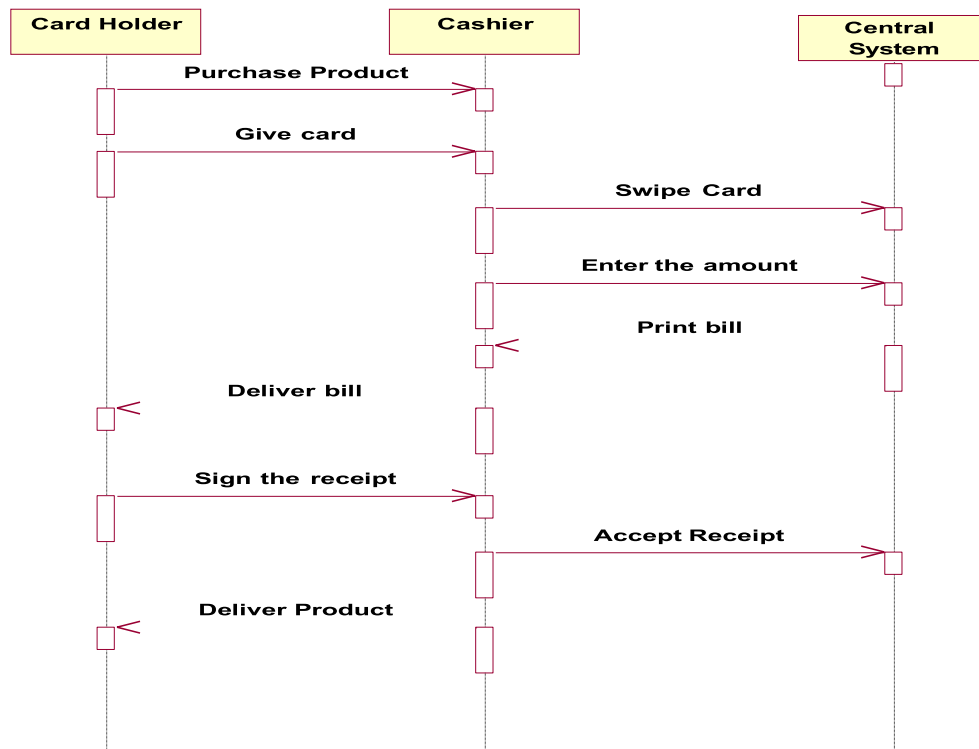 Card Holder
Cashier
Central
System
Purchase Product
Give card
Swipe Card
Enter the amount
Print bill
Deliver bill
Sign the receipt
Accept Receipt
Deliver Product